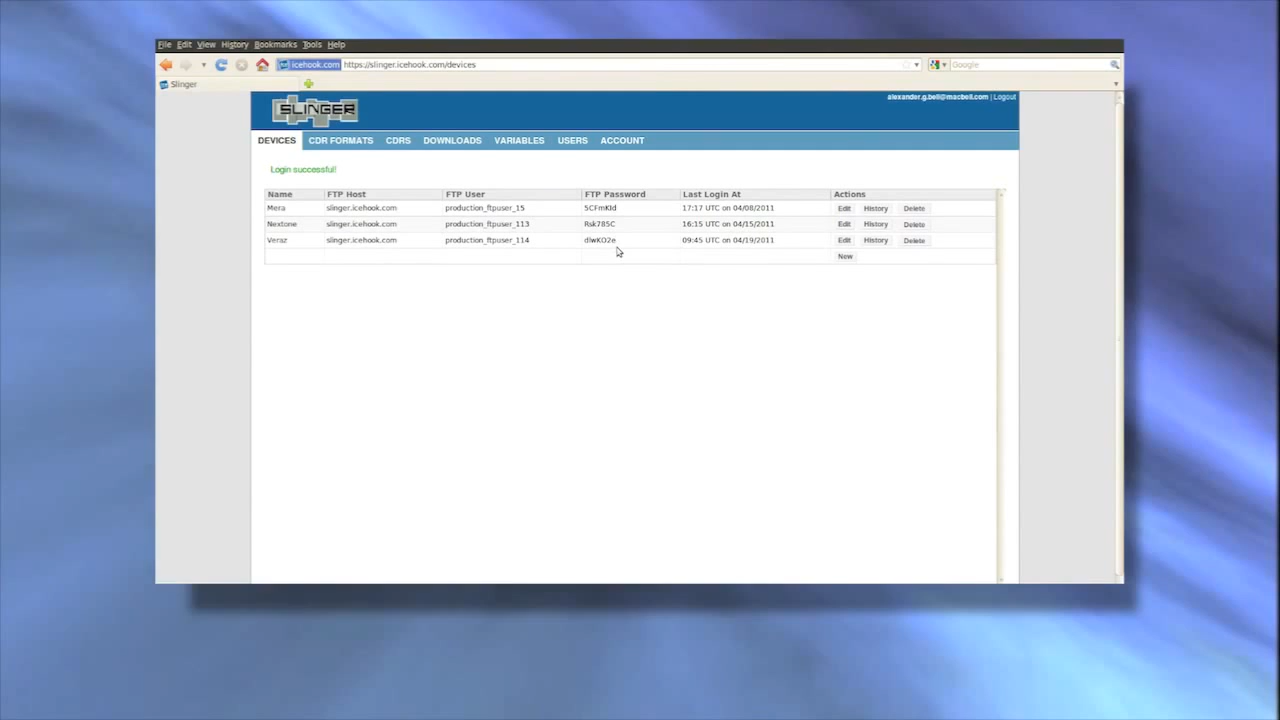 File Edit View History Bookmarks Tools Help
icehook.com https://slinger.icehook.com/devices
Google
Slinger
SLINGER
alexander.g.bell@macbell.com | Logout
DEVICES CDR FORMATS CDRS DOWNLOADS VARIABLES USERS ACCOUNT
Login successful!
Name FTP Host FTP User FTP Password Last Login At Actions
Mera slinger.icehook.com production_ftpuser_15 17:17 UTC on 04/08/2011 Edit History Delete
Nextone slinger.icehook.com production_ftpuser_113 16:15 UTC on 04/15/2011 Edit History Delete
Veraz slinger.icehook.com production_ftpuser_114 09:45 UTC on 04/19/2011 Edit History Delete
New